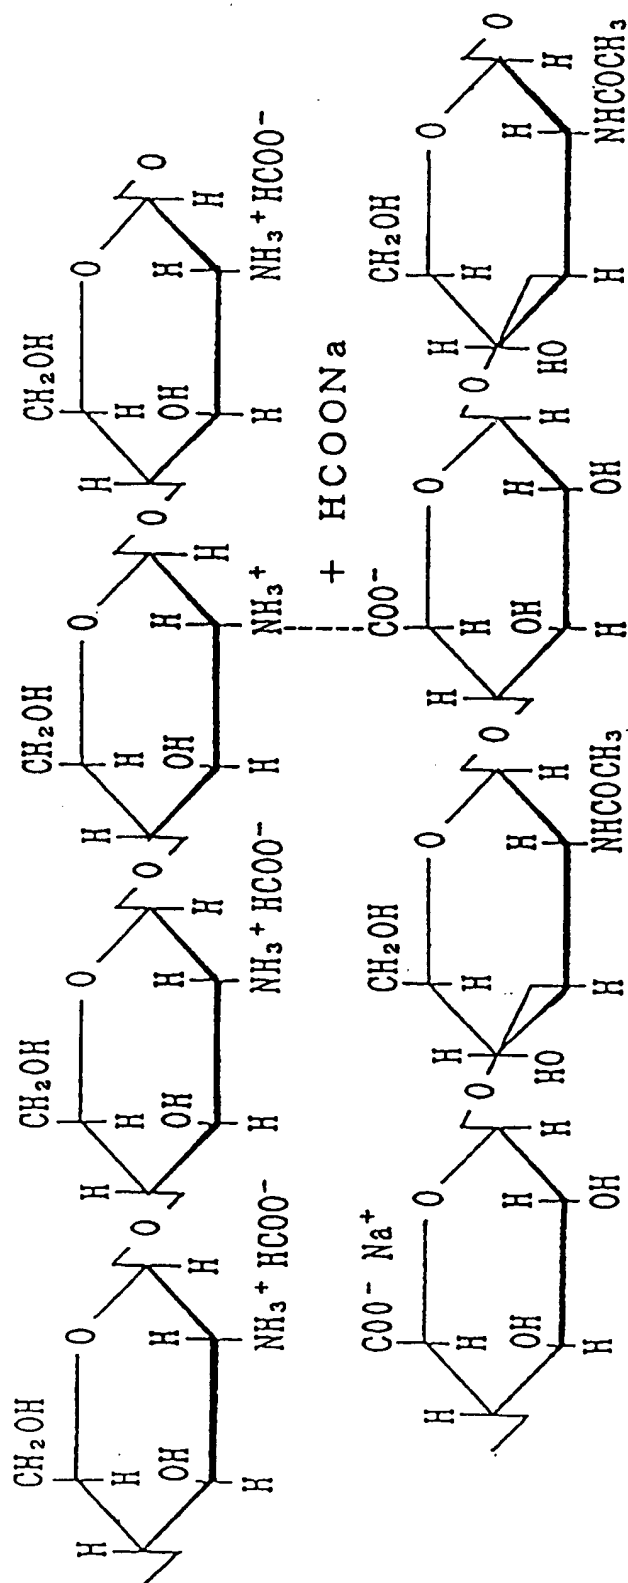 CH₂OH CH₂OH CH₂OH CH₂OH
H O H O H O H O
H O H O H O H O
OH H OH H OH H OH H
H H H H
H NH₃⁺HCOO⁻ H NH₃⁺HCOO⁻ H NH₃⁺ H NH₃⁺HCOO⁻
+ HCOONa
COO⁻ Na⁺ CH₂OH COO⁻ CH₂OH
H O H O H O H O
H O H O H O H O
OH H H OH H H
H HO H H HO H
H OH H NHCOCH₃ H OH H NHCOCH₃